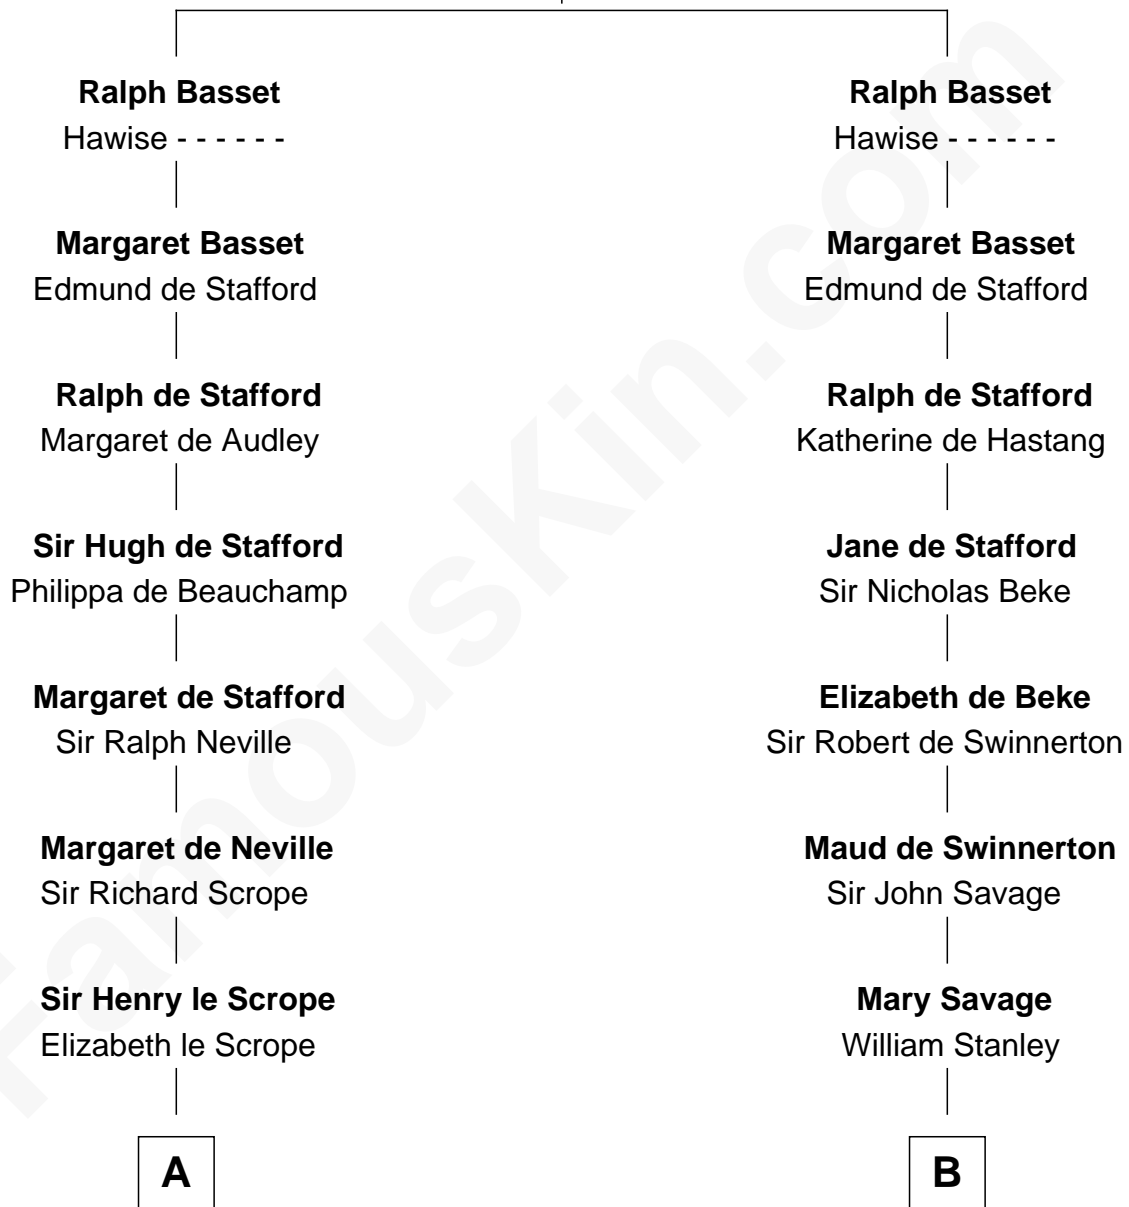 Ralph Basset
Hawise - - - - - -
Margaret Basset
Edmund de Stafford
Ralph de Stafford
Margaret de Audley
Sir Hugh de Stafford
Philippa de Beauchamp
Margaret de Stafford
Sir Ralph Neville
Margaret de Neville
Sir Richard Scrope
Sir Henry le Scrope
Elizabeth le Scrope
A
Ralph Basset
Hawise - - - - - -
Margaret Basset
Edmund de Stafford
Ralph de Stafford
Katherine de Hastang
Jane de Stafford
Sir Nicholas Beke
Elizabeth de Beke
Sir Robert de Swinnerton
Maud de Swinnerton
Sir John Savage
Mary Savage
William Stanley
B
FamousKin.com